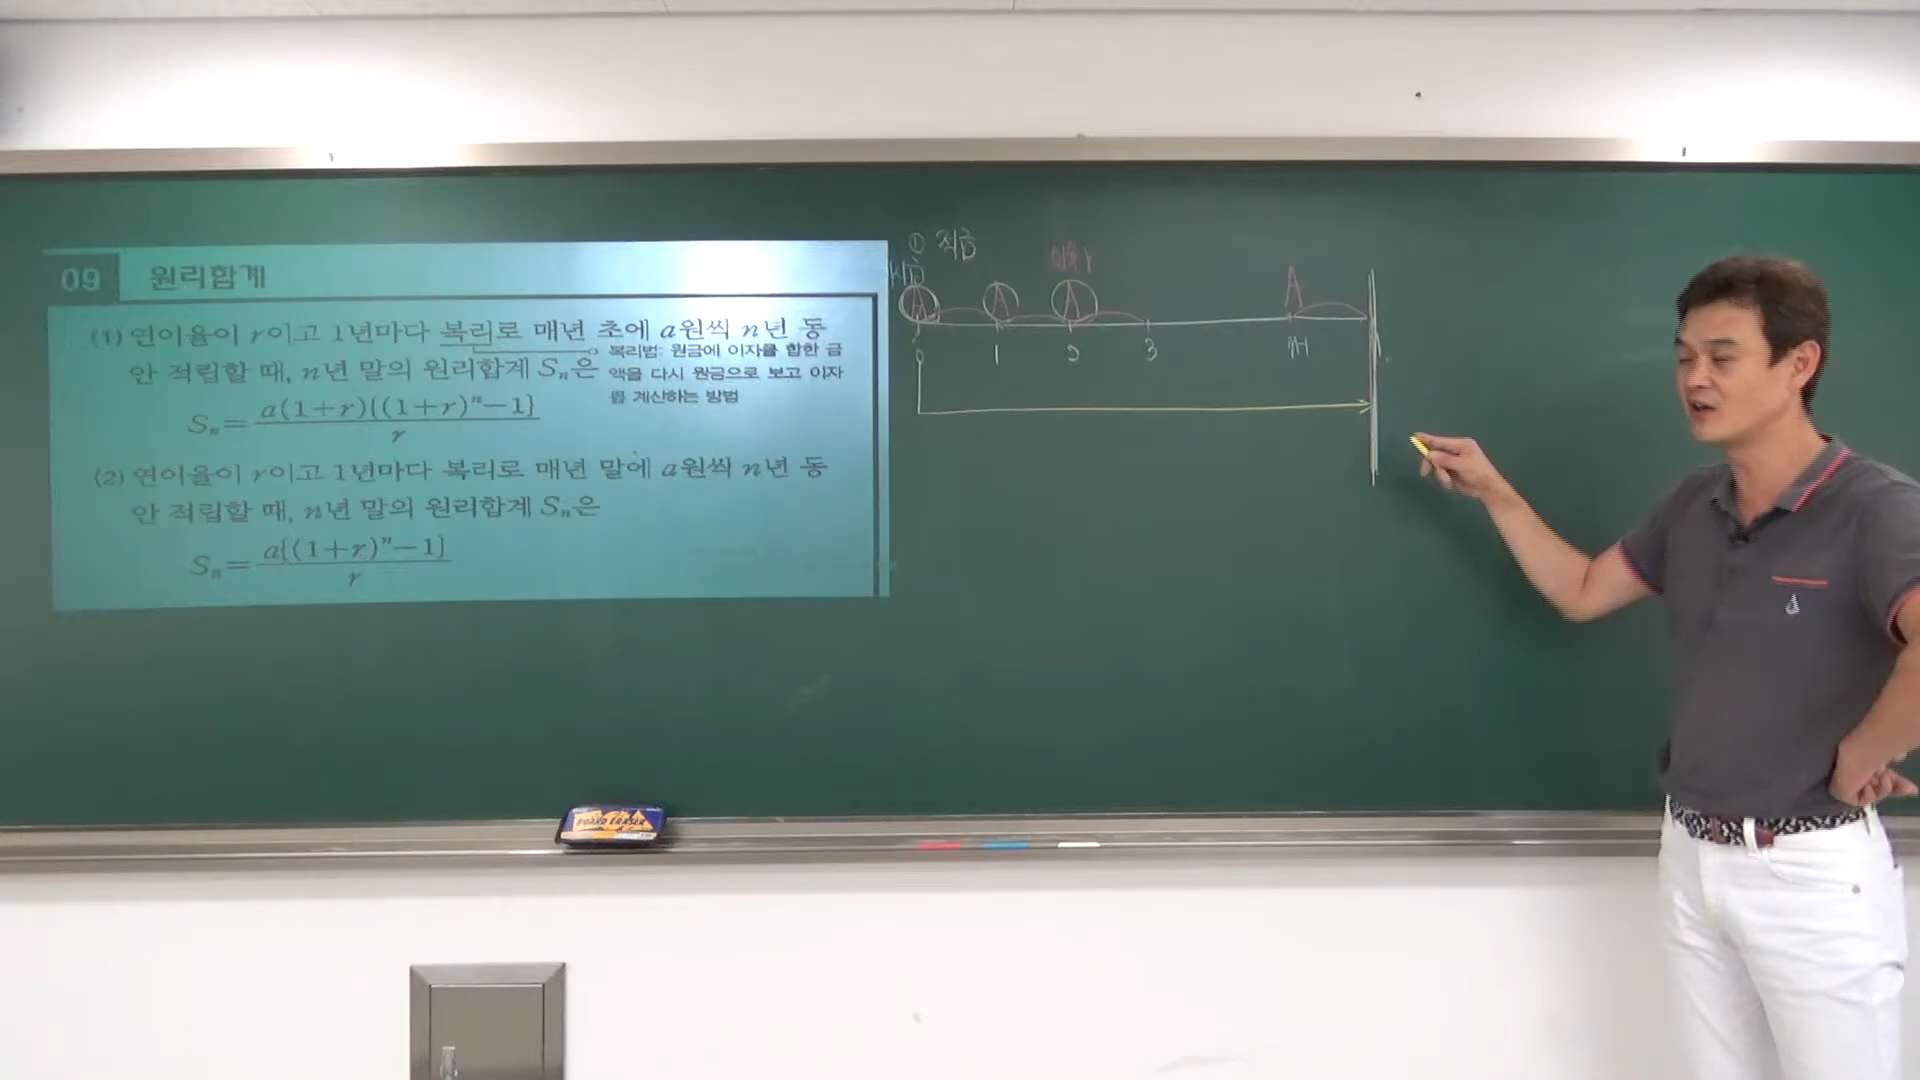 09 원리합계
(1) 연이율이 r이고 1년마다 복리로 매년 초에 a원씩 n년 동
안 적립할 때, n년 말의 원리합계 Sₙ은
복리법: 원금에 이자를 합한 금
액을 다시 원금으로 보고 이자
를 계산하는 방법
Sₙ= a(1+r){(1+r)ⁿ−1} / r
(2) 연이율이 r이고 1년마다 복리로 매년 말에 a원씩 n년 동
안 적립할 때, n년 말의 원리합계 Sₙ은
Sₙ= a{(1+r)ⁿ−1} / r
① 적금
A A A A
0 1 2 3 n-1
BOARD ERASER